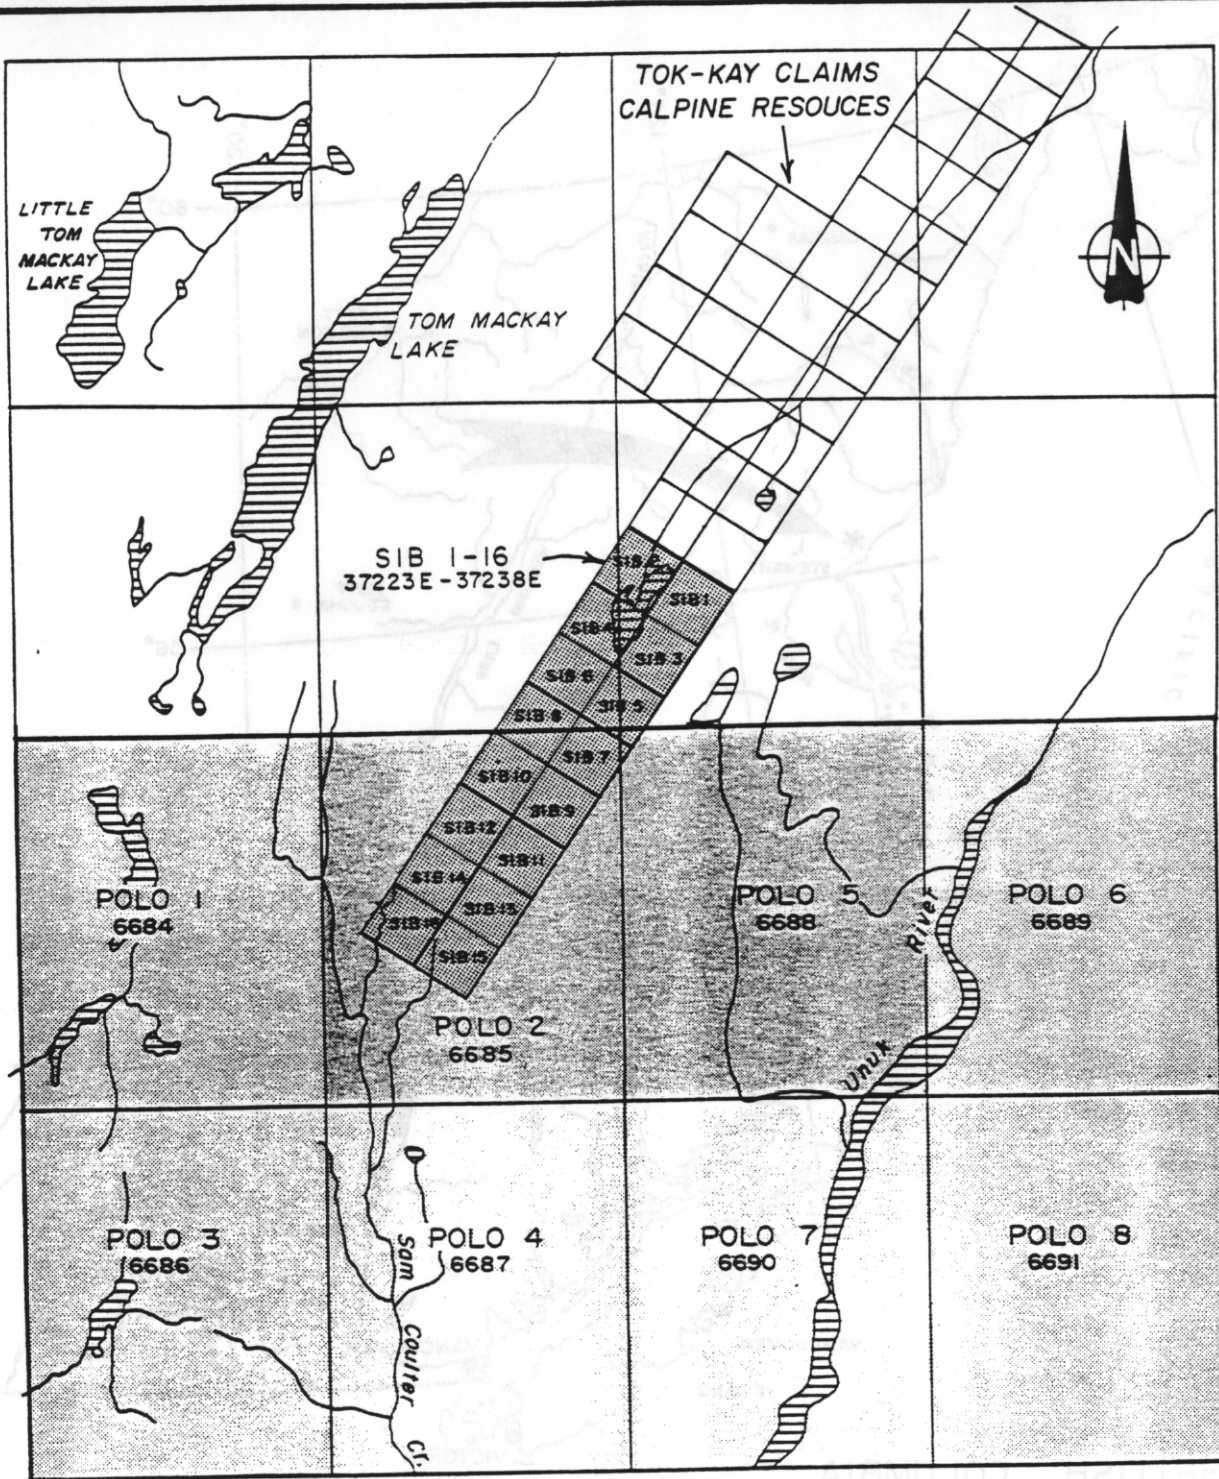 TOK-KAY CLAIMS
CALPINE RESOUCES
N
LITTLE
TOM
MACKAY
LAKE
TOM MACKAY
LAKE
SIB 1-16
37223E-37238E
SIB 2
SIB 1
SIB 4
SIB 3
SIB 6
SIB 5
SIB 8
SIB 7
SIB 10
SIB 9
SIB 12
SIB 11
SIB 14
SIB 13
SIB 16
SIB 15
POLO 1
6684
POLO 2
6685
POLO 5
6688
POLO 6
6689
Unuk River
POLO 3
6686
POLO 4
6687
POLO 7
6690
POLO 8
6691
Sam Coulter Cr.